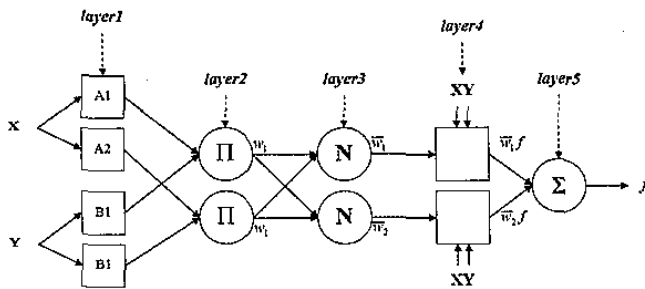 layer1
layer4
layer2
layer3
layer5
A1
XY
X
A2
Π
w₁
N
w̅₁
w̅₁f
Σ
B1
Y
Π
w₁
N
w̅₂
w̅₂f
B1
XY